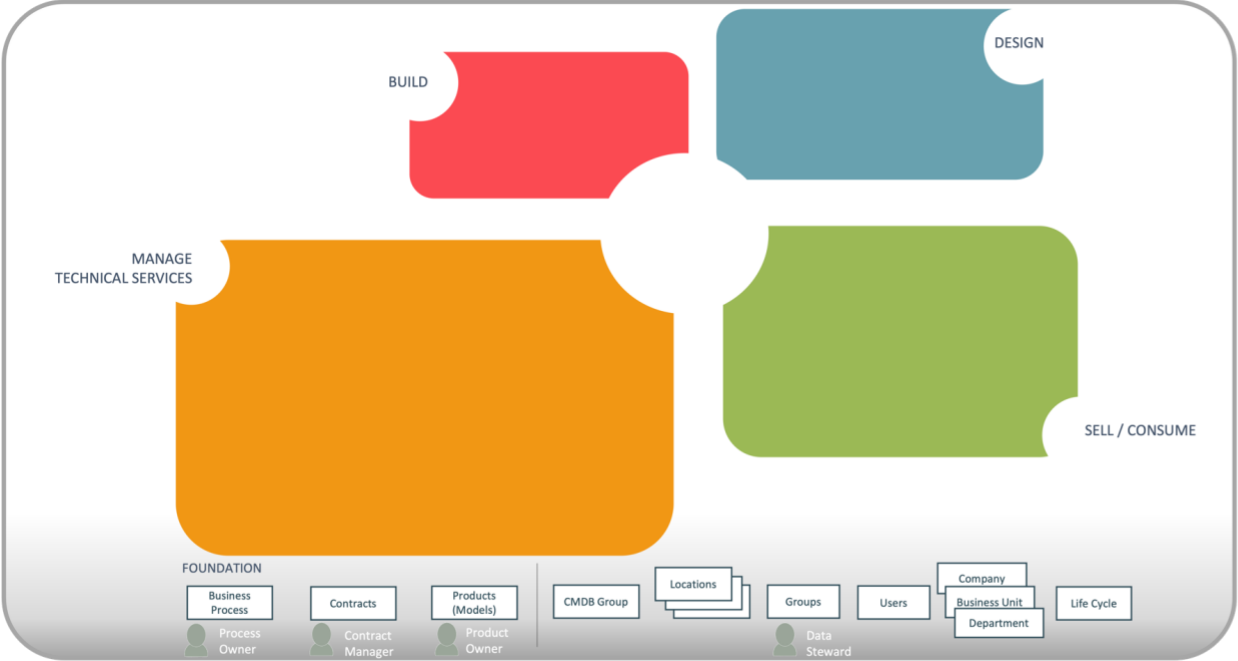 DESIGN
BUILD
MANAGE
TECHNICAL SERVICES
SELL / CONSUME
FOUNDATION
Business
Process
Contracts
Products
(Models)
CMDB Group
Locations
Groups
Users
Company
Business Unit
Department
Life Cycle
Process
Owner
Contract
Manager
Product
Owner
Data
Steward